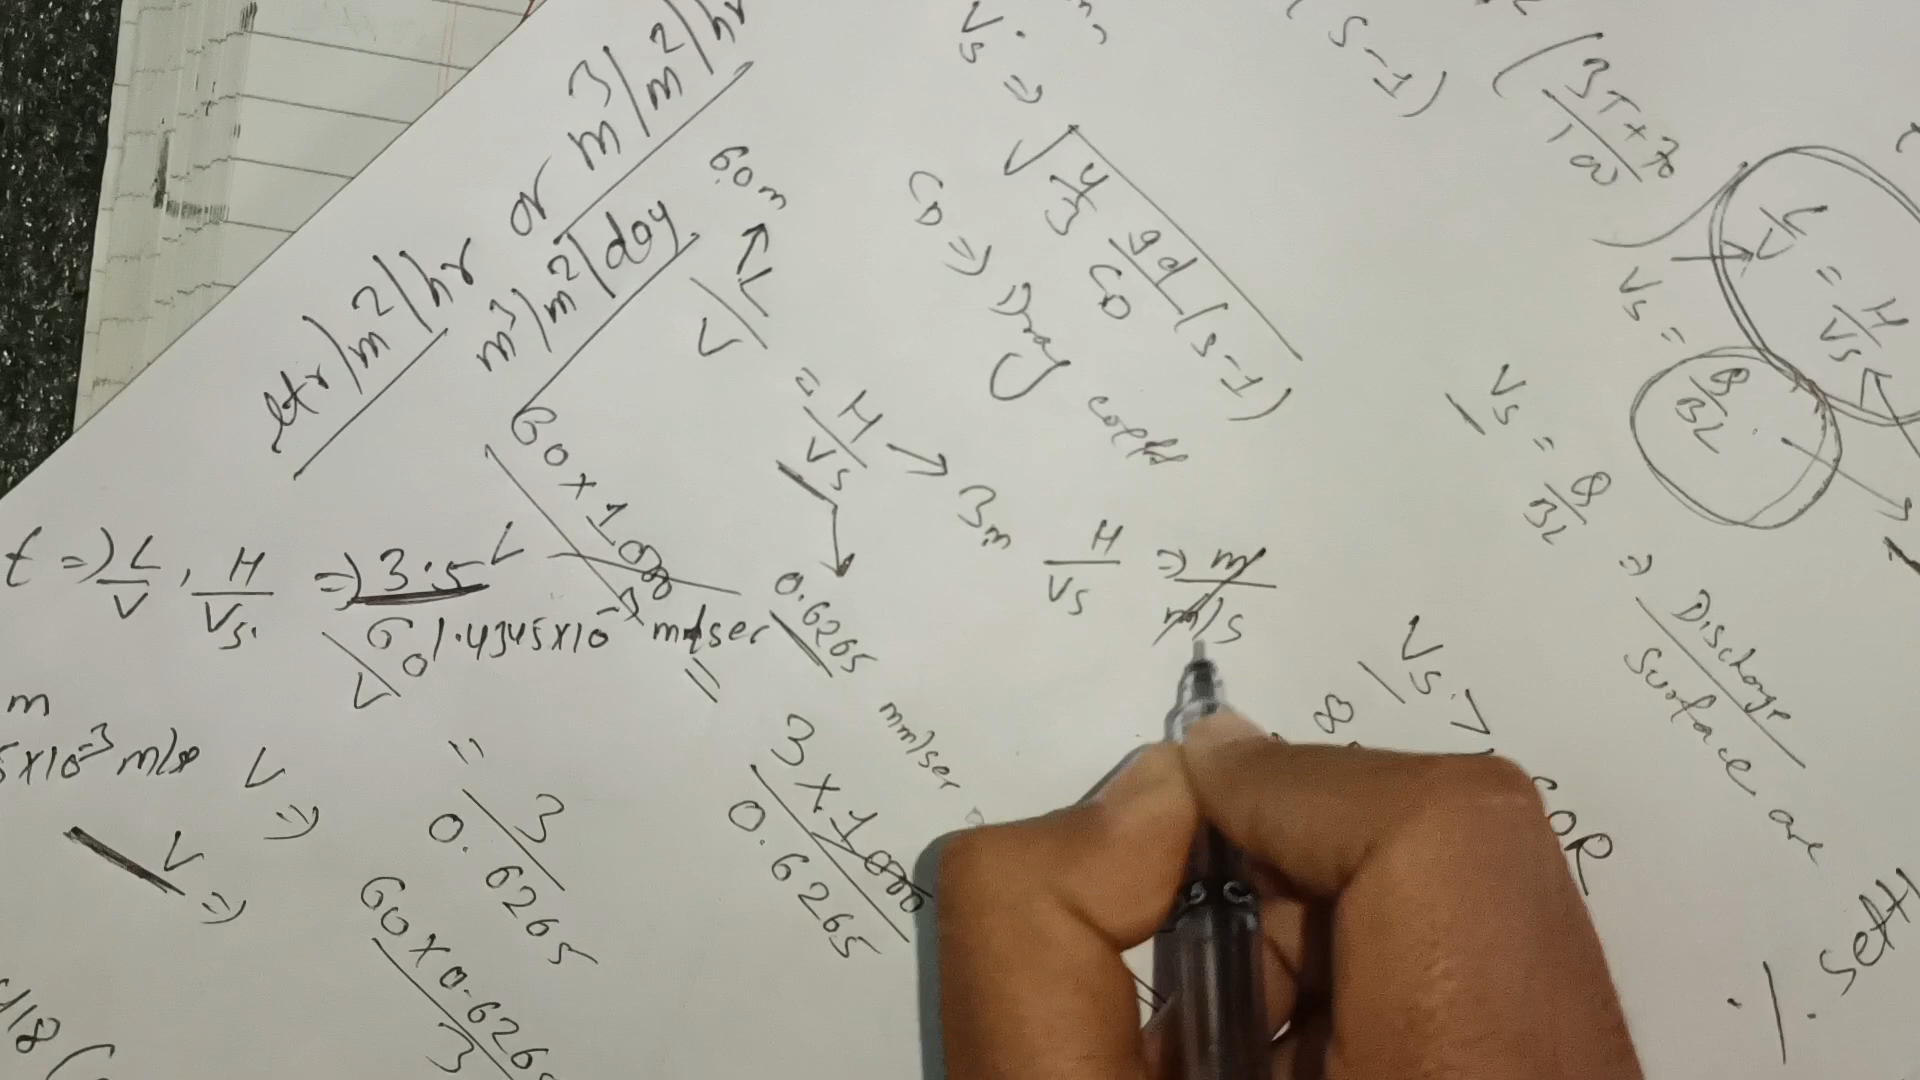 ltr/m²/hr or m³/m²/hr
m³/m²/day
60 × 1000
L/V = H/Vs → 3m
60m
0.6265 mm/sec
t ⇒ L/V, H/Vs. ⇒ 3.5
1.4345×10⁻³ m/sec
m
5×10⁻³ m/s
V ⇒
V ⇒
= 3/0.6265
60 × 0.6265 / 3
= 3 × 1000 / 0.6265
H/Vs ⇒ m / m/s
Vs ⇒ √ 4/3 gd/CD (s-1)
CD ⇒ Drag coeff
(s-1)
(3T+70 / 100)
L/V = H/Vs
Vs = Q/BL
Vs = Q/BL ⇒ Discharge / Surface are
Vs >
OR
118 (
% Sett